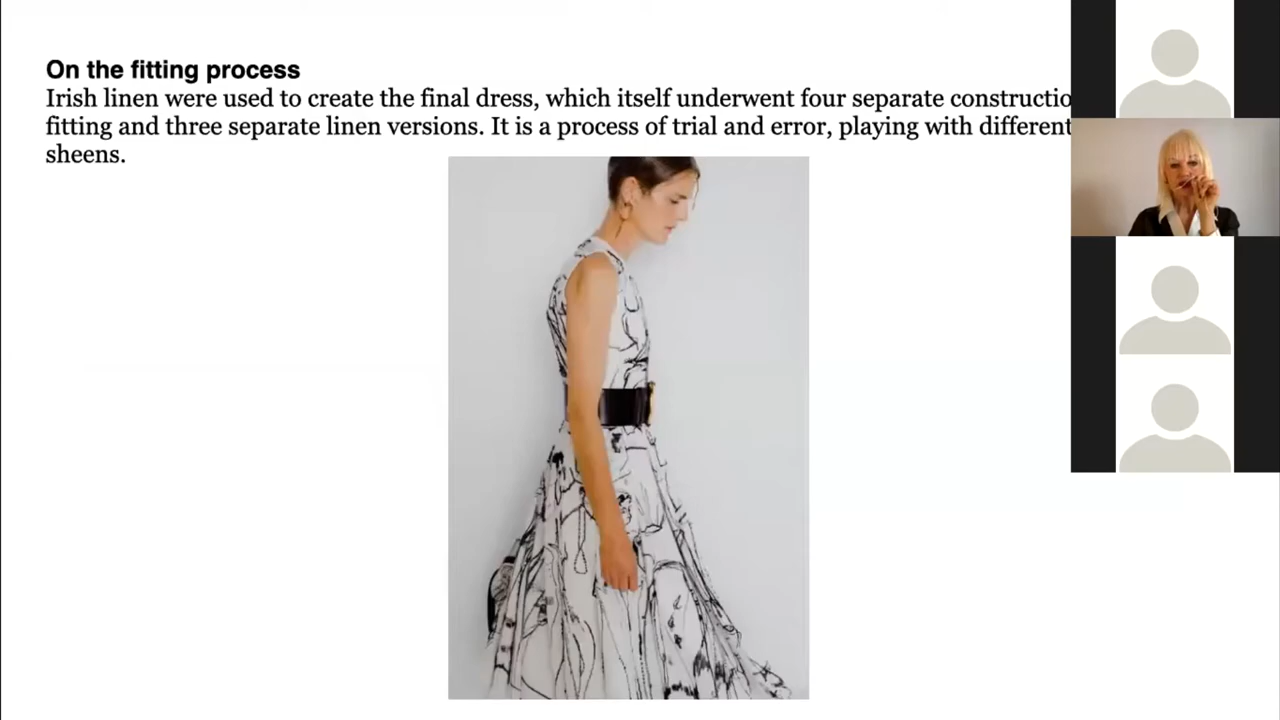 On the fitting process
Irish linen were used to create the final dress, which itself underwent four separate constructio
fitting and three separate linen versions. It is a process of trial and error, playing with different
sheens.